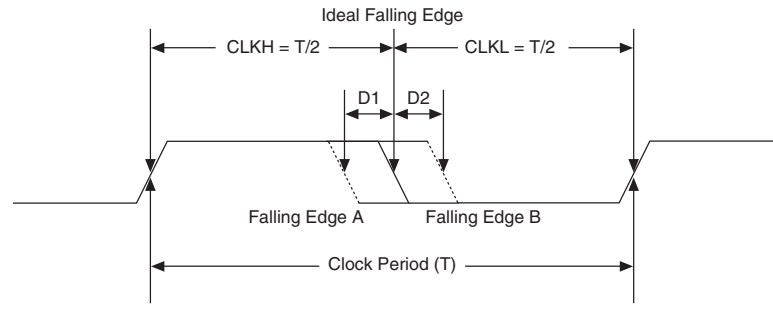 Ideal Falling Edge
CLKH = T/2
CLKL = T/2
D1
D2
Falling Edge A
Falling Edge B
Clock Period (T)